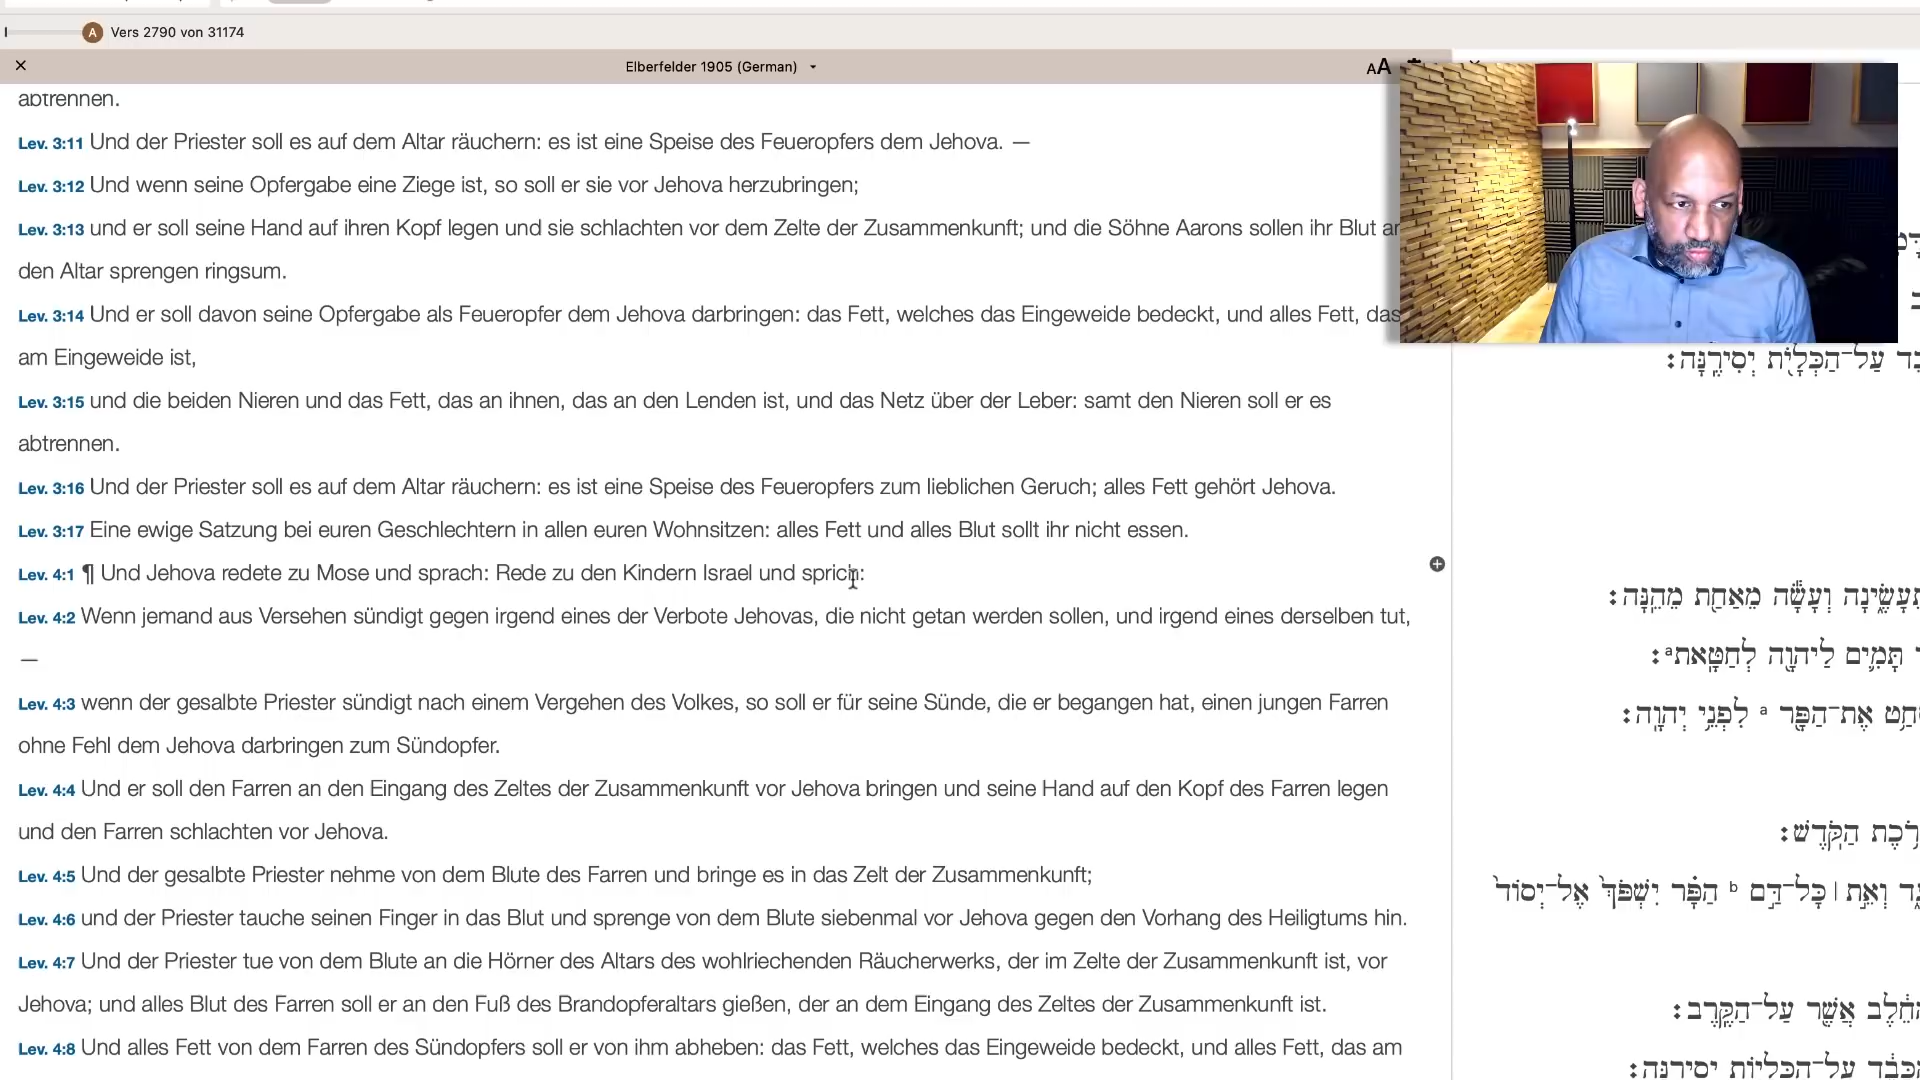 A Vers 2790 von 31174
Elberfelder 1905 (German)
AA
abtrennen.
Lev. 3:11 Und der Priester soll es auf dem Altar räuchern: es ist eine Speise des Feueropfers dem Jehova. —
Lev. 3:12 Und wenn seine Opfergabe eine Ziege ist, so soll er sie vor Jehova herzubringen;
Lev. 3:13 und er soll seine Hand auf ihren Kopf legen und sie schlachten vor dem Zelte der Zusammenkunft; und die Söhne Aarons sollen ihr Blut an
den Altar sprengen ringsum.
Lev. 3:14 Und er soll davon seine Opfergabe als Feueropfer dem Jehova darbringen: das Fett, welches das Eingeweide bedeckt, und alles Fett, das
am Eingeweide ist,
עַל־הַכְּלָיֹ֖ת יְסִירֶֽנָּה׃
Lev. 3:15 und die beiden Nieren und das Fett, das an ihnen, das an den Lenden ist, und das Netz über der Leber: samt den Nieren soll er es
abtrennen.
Lev. 3:16 Und der Priester soll es auf dem Altar räuchern: es ist eine Speise des Feueropfers zum lieblichen Geruch; alles Fett gehört Jehova.
Lev. 3:17 Eine ewige Satzung bei euren Geschlechtern in allen euren Wohnsitzen: alles Fett und alles Blut sollt ihr nicht essen.
Lev. 4:1 ¶ Und Jehova redete zu Mose und sprach: Rede zu den Kindern Israel und sprich:
וְעָשָׂ֕ה מֵאַחַ֖ת מֵהֵֽנָּה׃
Lev. 4:2 Wenn jemand aus Versehen sündigt gegen irgend eines der Verbote Jehovas, die nicht getan werden sollen, und irgend eines derselben tut,
—
תָּמִ֛ים לַיהוָ֖ה לְחַטָּֽאתa׃
Lev. 4:3 wenn der gesalbte Priester sündigt nach einem Vergehen des Volkes, so soll er für seine Sünde, die er begangen hat, einen jungen Farren
ohne Fehl dem Jehova darbringen zum Sündopfer.
אֶת־הַפָּ֖ר a לִפְנֵ֥י יְהוָֽה׃
Lev. 4:4 Und er soll den Farren an den Eingang des Zeltes der Zusammenkunft vor Jehova bringen und seine Hand auf den Kopf des Farren legen
und den Farren schlachten vor Jehova.
הַקֹּֽדֶשׁ׃
Lev. 4:5 Und der gesalbte Priester nehme von dem Blute des Farren und bringe es in das Zelt der Zusammenkunft;
וְאֵ֣ת ׀ כָּל־דַּ֣ם b הַפָּ֗ר יִשְׁפֹּךְ֙ אֶל־יְסוֹד֙
Lev. 4:6 und der Priester tauche seinen Finger in das Blut und sprenge von dem Blute siebenmal vor Jehova gegen den Vorhang des Heiligtums hin.
Lev. 4:7 Und der Priester tue von dem Blute an die Hörner des Altars des wohlriechenden Räucherwerks, der im Zelte der Zusammenkunft ist, vor
Jehova; und alles Blut des Farren soll er an den Fuß des Brandopferaltars gießen, der an dem Eingang des Zeltes der Zusammenkunft ist.
אֲשֶׁ֖ר עַל־הַקֶּֽרֶב׃
Lev. 4:8 Und alles Fett von dem Farren des Sündopfers soll er von ihm abheben: das Fett, welches das Eingeweide bedeckt, und alles Fett, das am
עַל־הַכְּלָי֖וֹת יְסִירֶֽנָּה׃